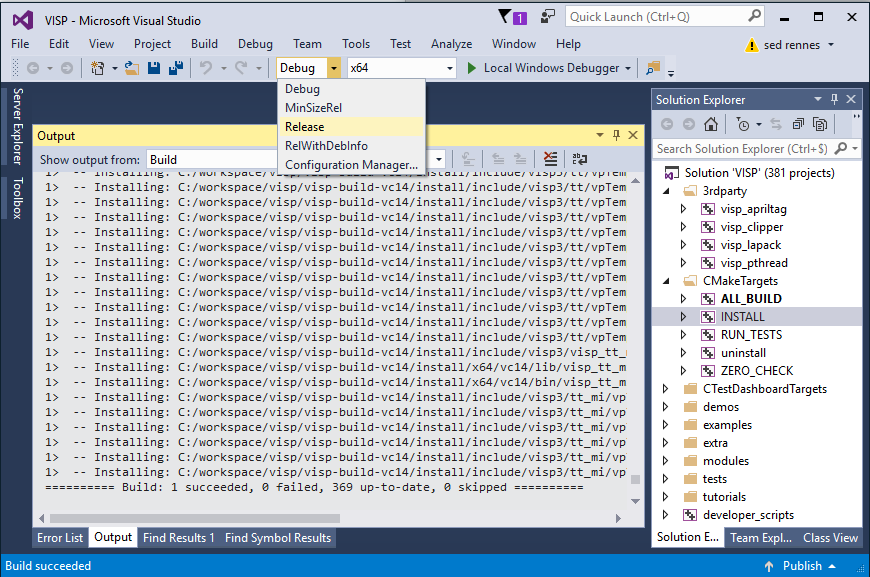 VISP - Microsoft Visual Studio
1
Quick Launch (Ctrl+Q)
File Edit View Project Build Debug Team Tools Test Analyze Window Help
sed rennes
Debug x64 Local Windows Debugger
Debug
MinSizeRel
Release
RelWithDebInfo
Configuration Manager...
Server Explorer
Toolbox
Output
Show output from: Build
1> -- Installing: C:/workspace/visp/visp-build-vc14/install/include/visp3/tt/vpTem
1> -- Installing: C:/workspace/visp/visp-build-vc14/install/include/visp3/tt/vpTem
1> -- Installing: C:/workspace/visp/visp-build-vc14/install/include/visp3/tt/vpTem
1> -- Installing: C:/workspace/visp/visp-build-vc14/install/include/visp3/tt/vpTem
1> -- Installing: C:/workspace/visp/visp-build-vc14/install/include/visp3/tt/vpTem
1> -- Installing: C:/workspace/visp/visp-build-vc14/install/include/visp3/tt/vpTem
1> -- Installing: C:/workspace/visp/visp-build-vc14/install/include/visp3/tt/vpTem
1> -- Installing: C:/workspace/visp/visp-build-vc14/install/include/visp3/tt/vpTem
1> -- Installing: C:/workspace/visp/visp-build-vc14/install/include/visp3/tt/vpTem
1> -- Installing: C:/workspace/visp/visp-build-vc14/install/include/visp3/tt/vpTem
1> -- Installing: C:/workspace/visp/visp-build-vc14/install/include/visp3/tt/vpTem
1> -- Installing: C:/workspace/visp/visp-build-vc14/install/include/visp3/tt/vpTem
1> -- Installing: C:/workspace/visp/visp-build-vc14/install/include/visp3/visp_tt_
1> -- Installing: C:/workspace/visp/visp-build-vc14/install/x64/vc14/lib/visp_tt_m
1> -- Installing: C:/workspace/visp/visp-build-vc14/install/x64/vc14/bin/visp_tt_m
1> -- Installing: C:/workspace/visp/visp-build-vc14/install/include/visp3/tt_mi/vp
1> -- Installing: C:/workspace/visp/visp-build-vc14/install/include/visp3/tt_mi/vp
1> -- Installing: C:/workspace/visp/visp-build-vc14/install/include/visp3/tt_mi/vp
1> -- Installing: C:/workspace/visp/visp-build-vc14/install/include/visp3/tt_mi/vp
1> -- Installing: C:/workspace/visp/visp-build-vc14/install/include/visp3/tt_mi/vp
1> -- Installing: C:/workspace/visp/visp-build-vc14/install/include/visp3/tt_mi/vp
========== Build: 1 succeeded, 0 failed, 369 up-to-date, 0 skipped ==========
Error List Output Find Results 1 Find Symbol Results
Solution Explorer
Search Solution Explorer (Ctrl+$)
Solution 'VISP' (381 projects)
3rdparty
visp_apriltag
visp_clipper
visp_lapack
visp_pthread
CMakeTargets
ALL_BUILD
INSTALL
RUN_TESTS
uninstall
ZERO_CHECK
CTestDashboardTargets
demos
examples
extra
modules
tests
tutorials
developer_scripts
Solution E... Team Expl... Class View
Build succeeded
Publish